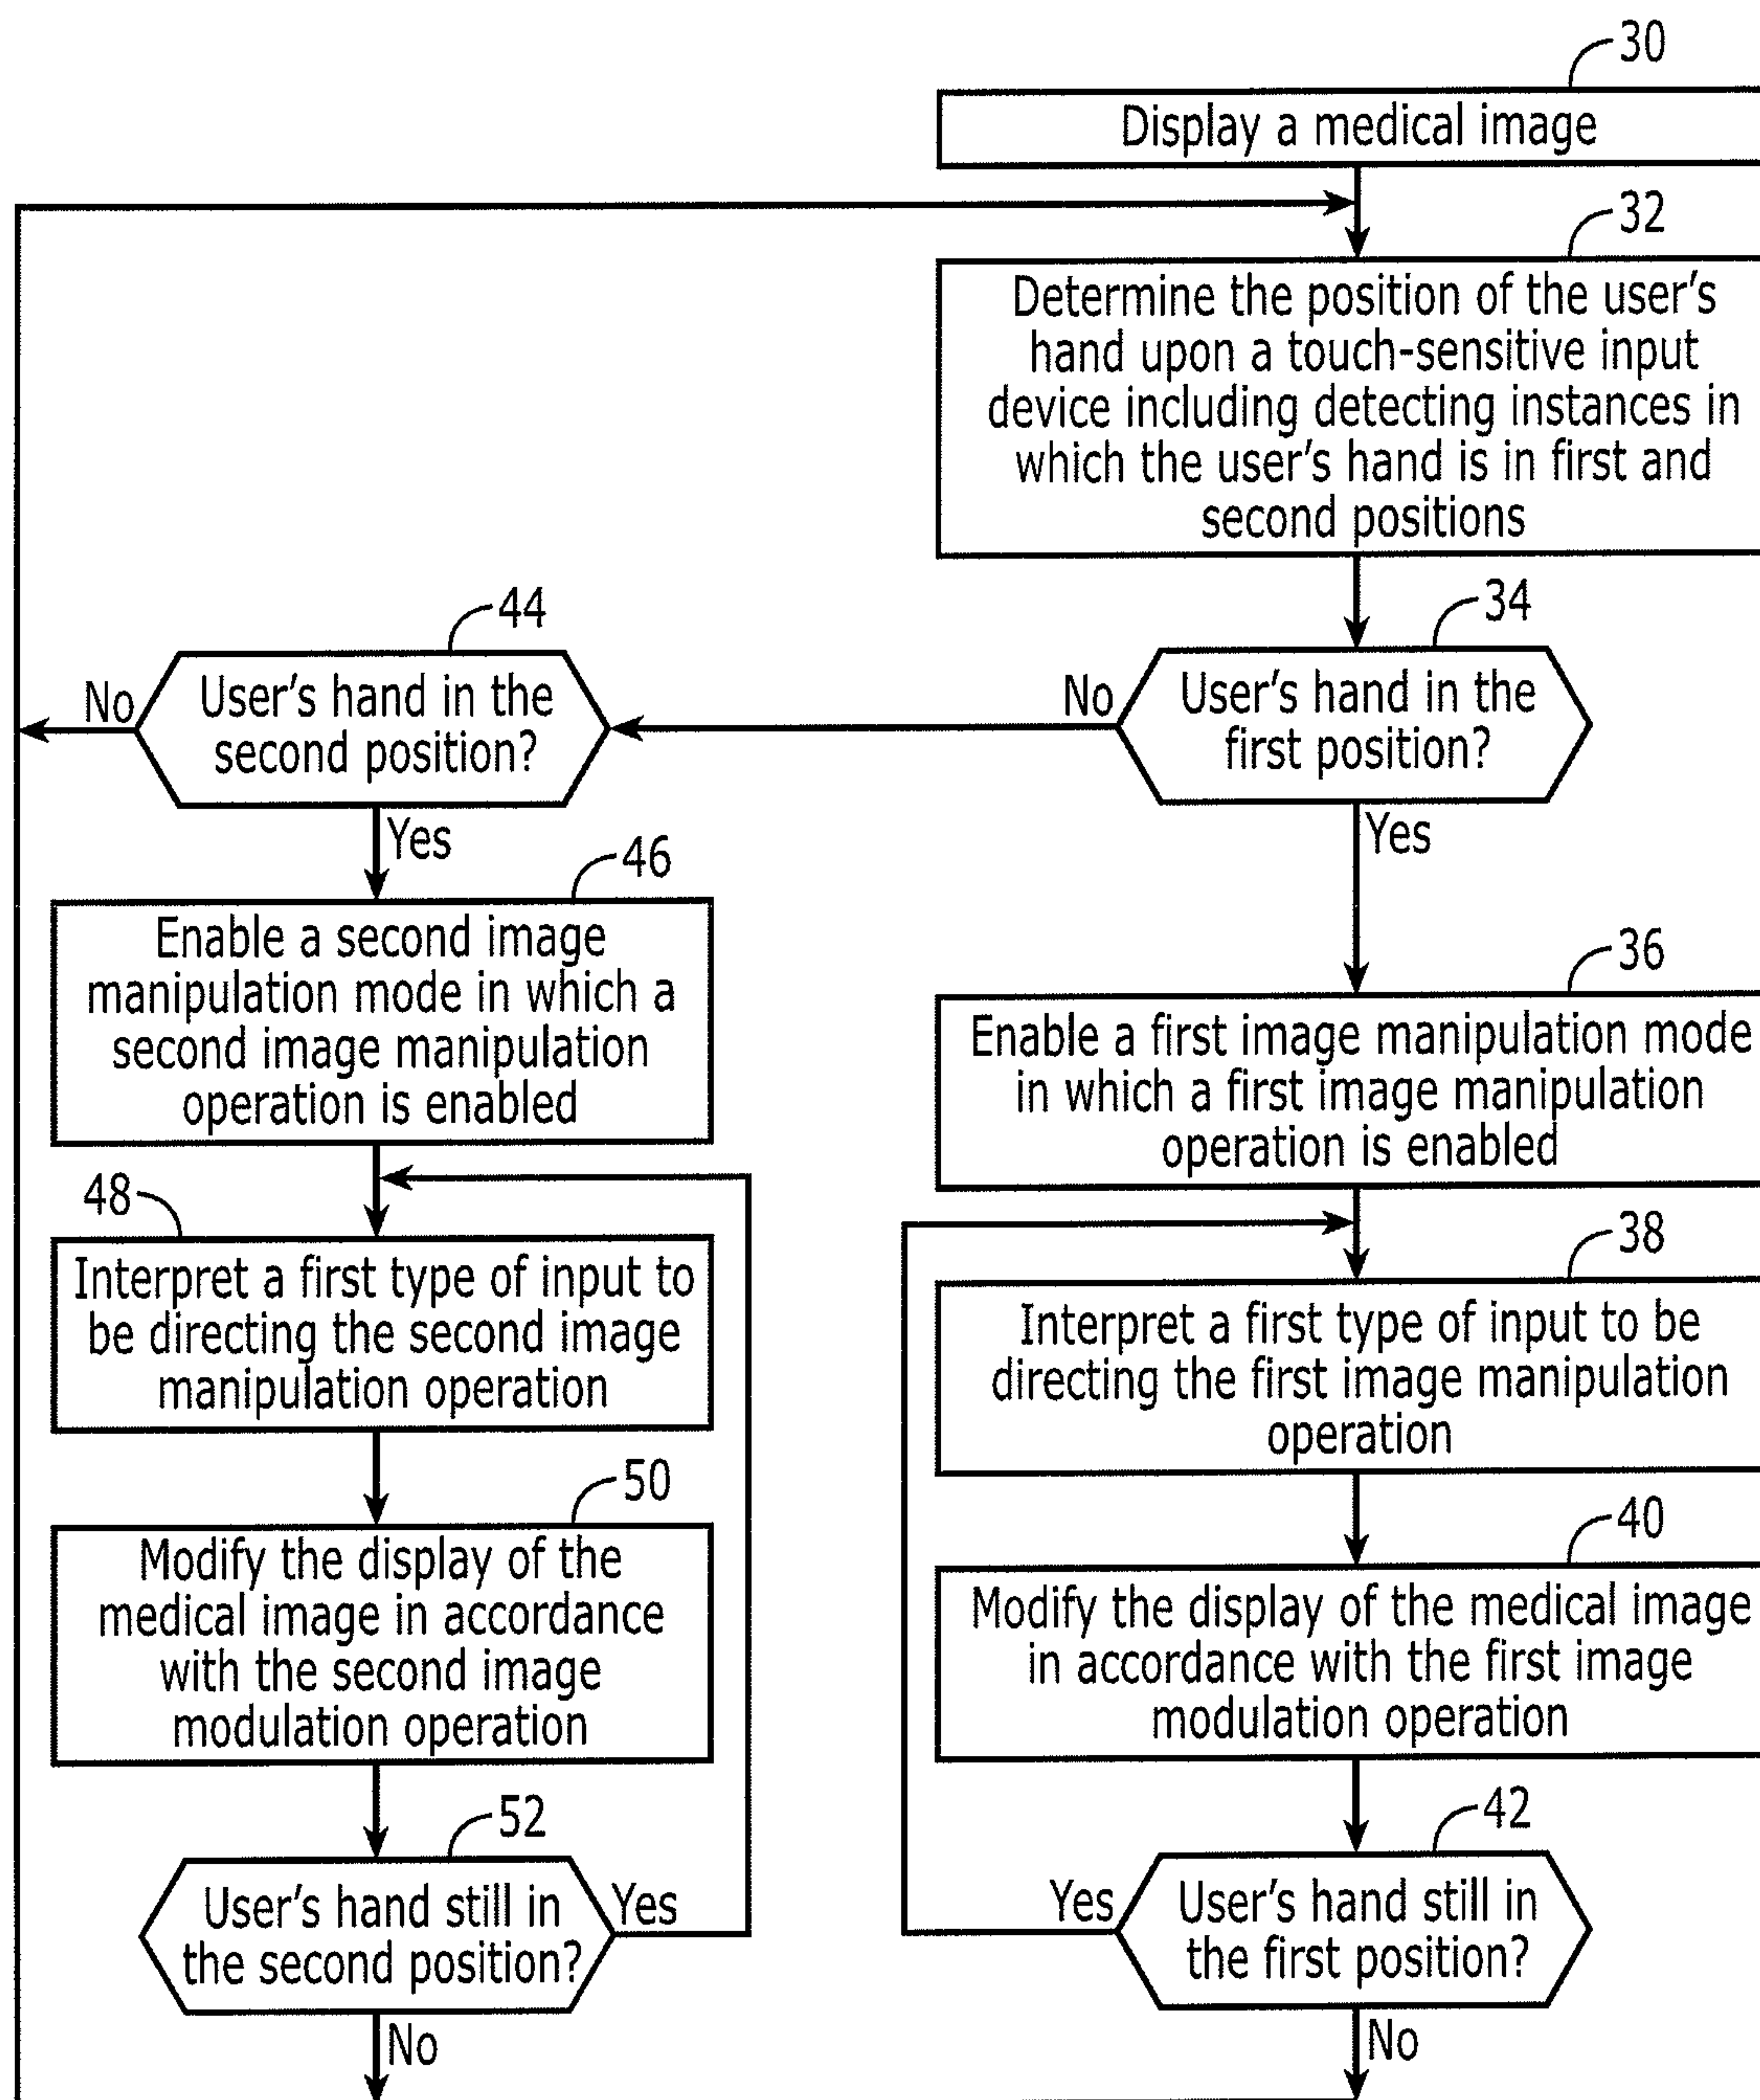 30
Display a medical image
32
Determine the position of the user's
hand upon a touch-sensitive input
device including detecting instances in
which the user's hand is in first and
second positions
34
User's hand in the
first position?
No
Yes
44
User's hand in the
second position?
No
Yes
46
Enable a second image
manipulation mode in which a
second image manipulation
operation is enabled
36
Enable a first image manipulation mode
in which a first image manipulation
operation is enabled
48
Interpret a first type of input to
be directing the second image
manipulation operation
38
Interpret a first type of input to be
directing the first image manipulation
operation
50
Modify the display of the
medical image in accordance
with the second image
modulation operation
40
Modify the display of the medical image
in accordance with the first image
modulation operation
52
User's hand still in
the second position?
Yes
No
42
User's hand still in
the first position?
Yes
No